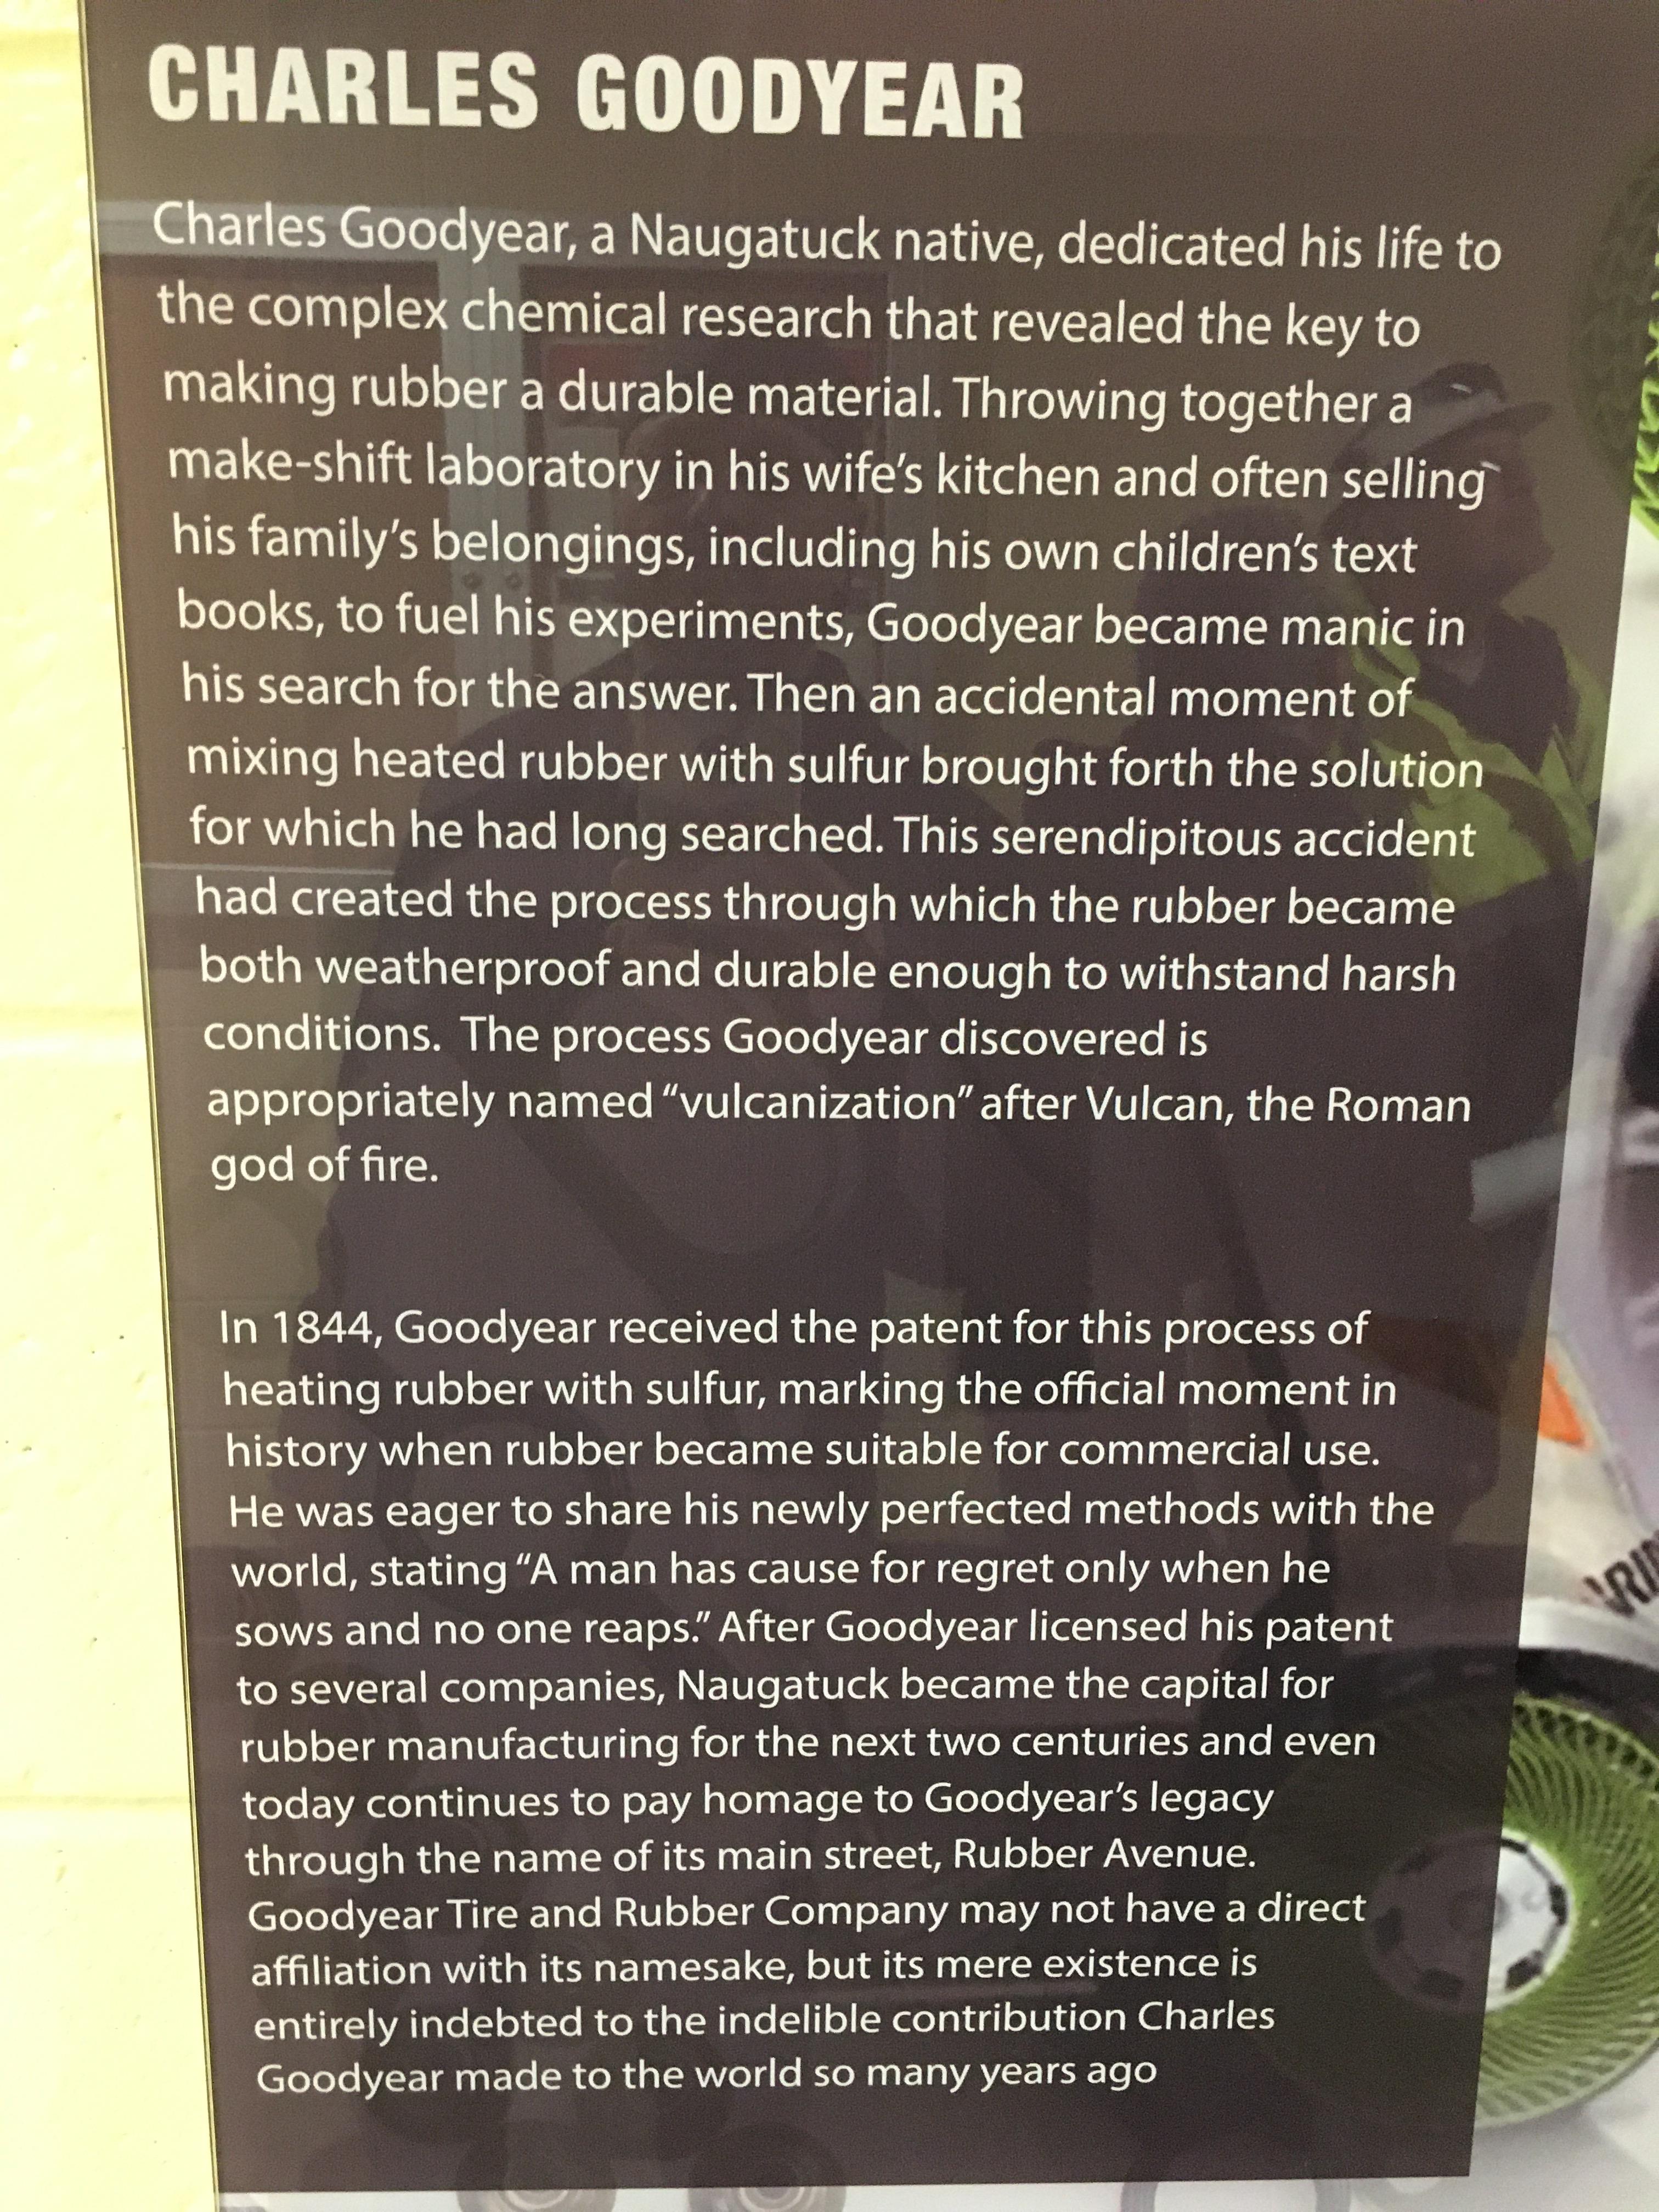 CHARLES GOODYEAR
Charles Goodyear, a Naugatuck native, dedicated his life to
the complex chemical research that revealed the key to
making rubber a durable material. Throwing together a
make-shift laboratory in his wife's kitchen and often selling
his family's belongings, including his own children's text
books, to fuel his experiments, Goodyear became manic in
his search for the answer. Then an accidental moment of
mixing heated rubber with sulfur brought forth the solution
for which he had long searched. This serendipitous accident
had created the process through which the rubber became
both weatherproof and durable enough to withstand harsh
conditions.  The process Goodyear discovered is
appropriately named “vulcanization” after Vulcan, the Roman
god of fire.
In 1844, Goodyear received the patent for this process of
heating rubber with sulfur, marking the official moment in
history when rubber became suitable for commercial use.
He was eager to share his newly perfected methods with the
world, stating “A man has cause for regret only when he
sows and no one reaps.” After Goodyear licensed his patent
to several companies, Naugatuck became the capital for
rubber manufacturing for the next two centuries and even
today continues to pay homage to Goodyear's legacy
through the name of its main street, Rubber Avenue.
Goodyear Tire and Rubber Company may not have a direct
affiliation with its namesake, but its mere existence is
entirely indebted to the indelible contribution Charles
Goodyear made to the world so many years ago